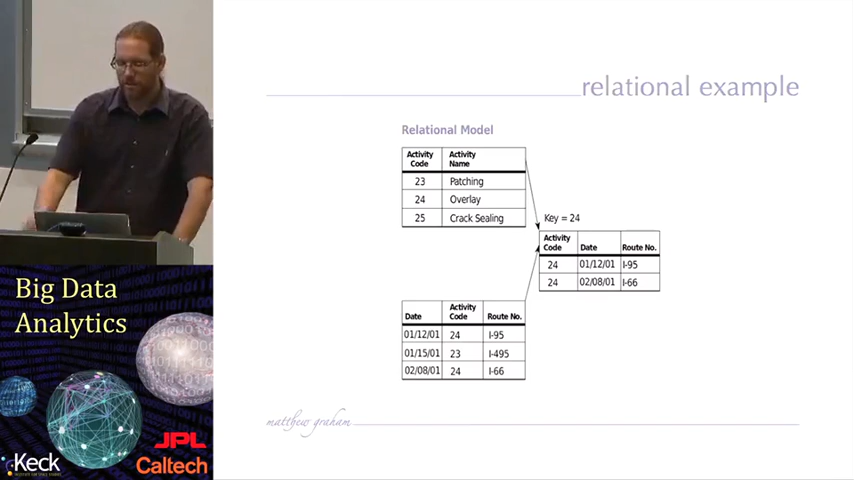 relational example
Relational Model
Activity Code Activity Name
23 Patching
24 Overlay
25 Crack Sealing
Key = 24
Activity Code Date Route No.
24 01/12/01 I-95
24 02/08/01 I-66
Date Activity Code Route No.
01/12/01 24 I-95
01/15/01 23 I-495
02/08/01 24 I-66
matthew graham
Big Data
Analytics
JPL
Keck
Caltech